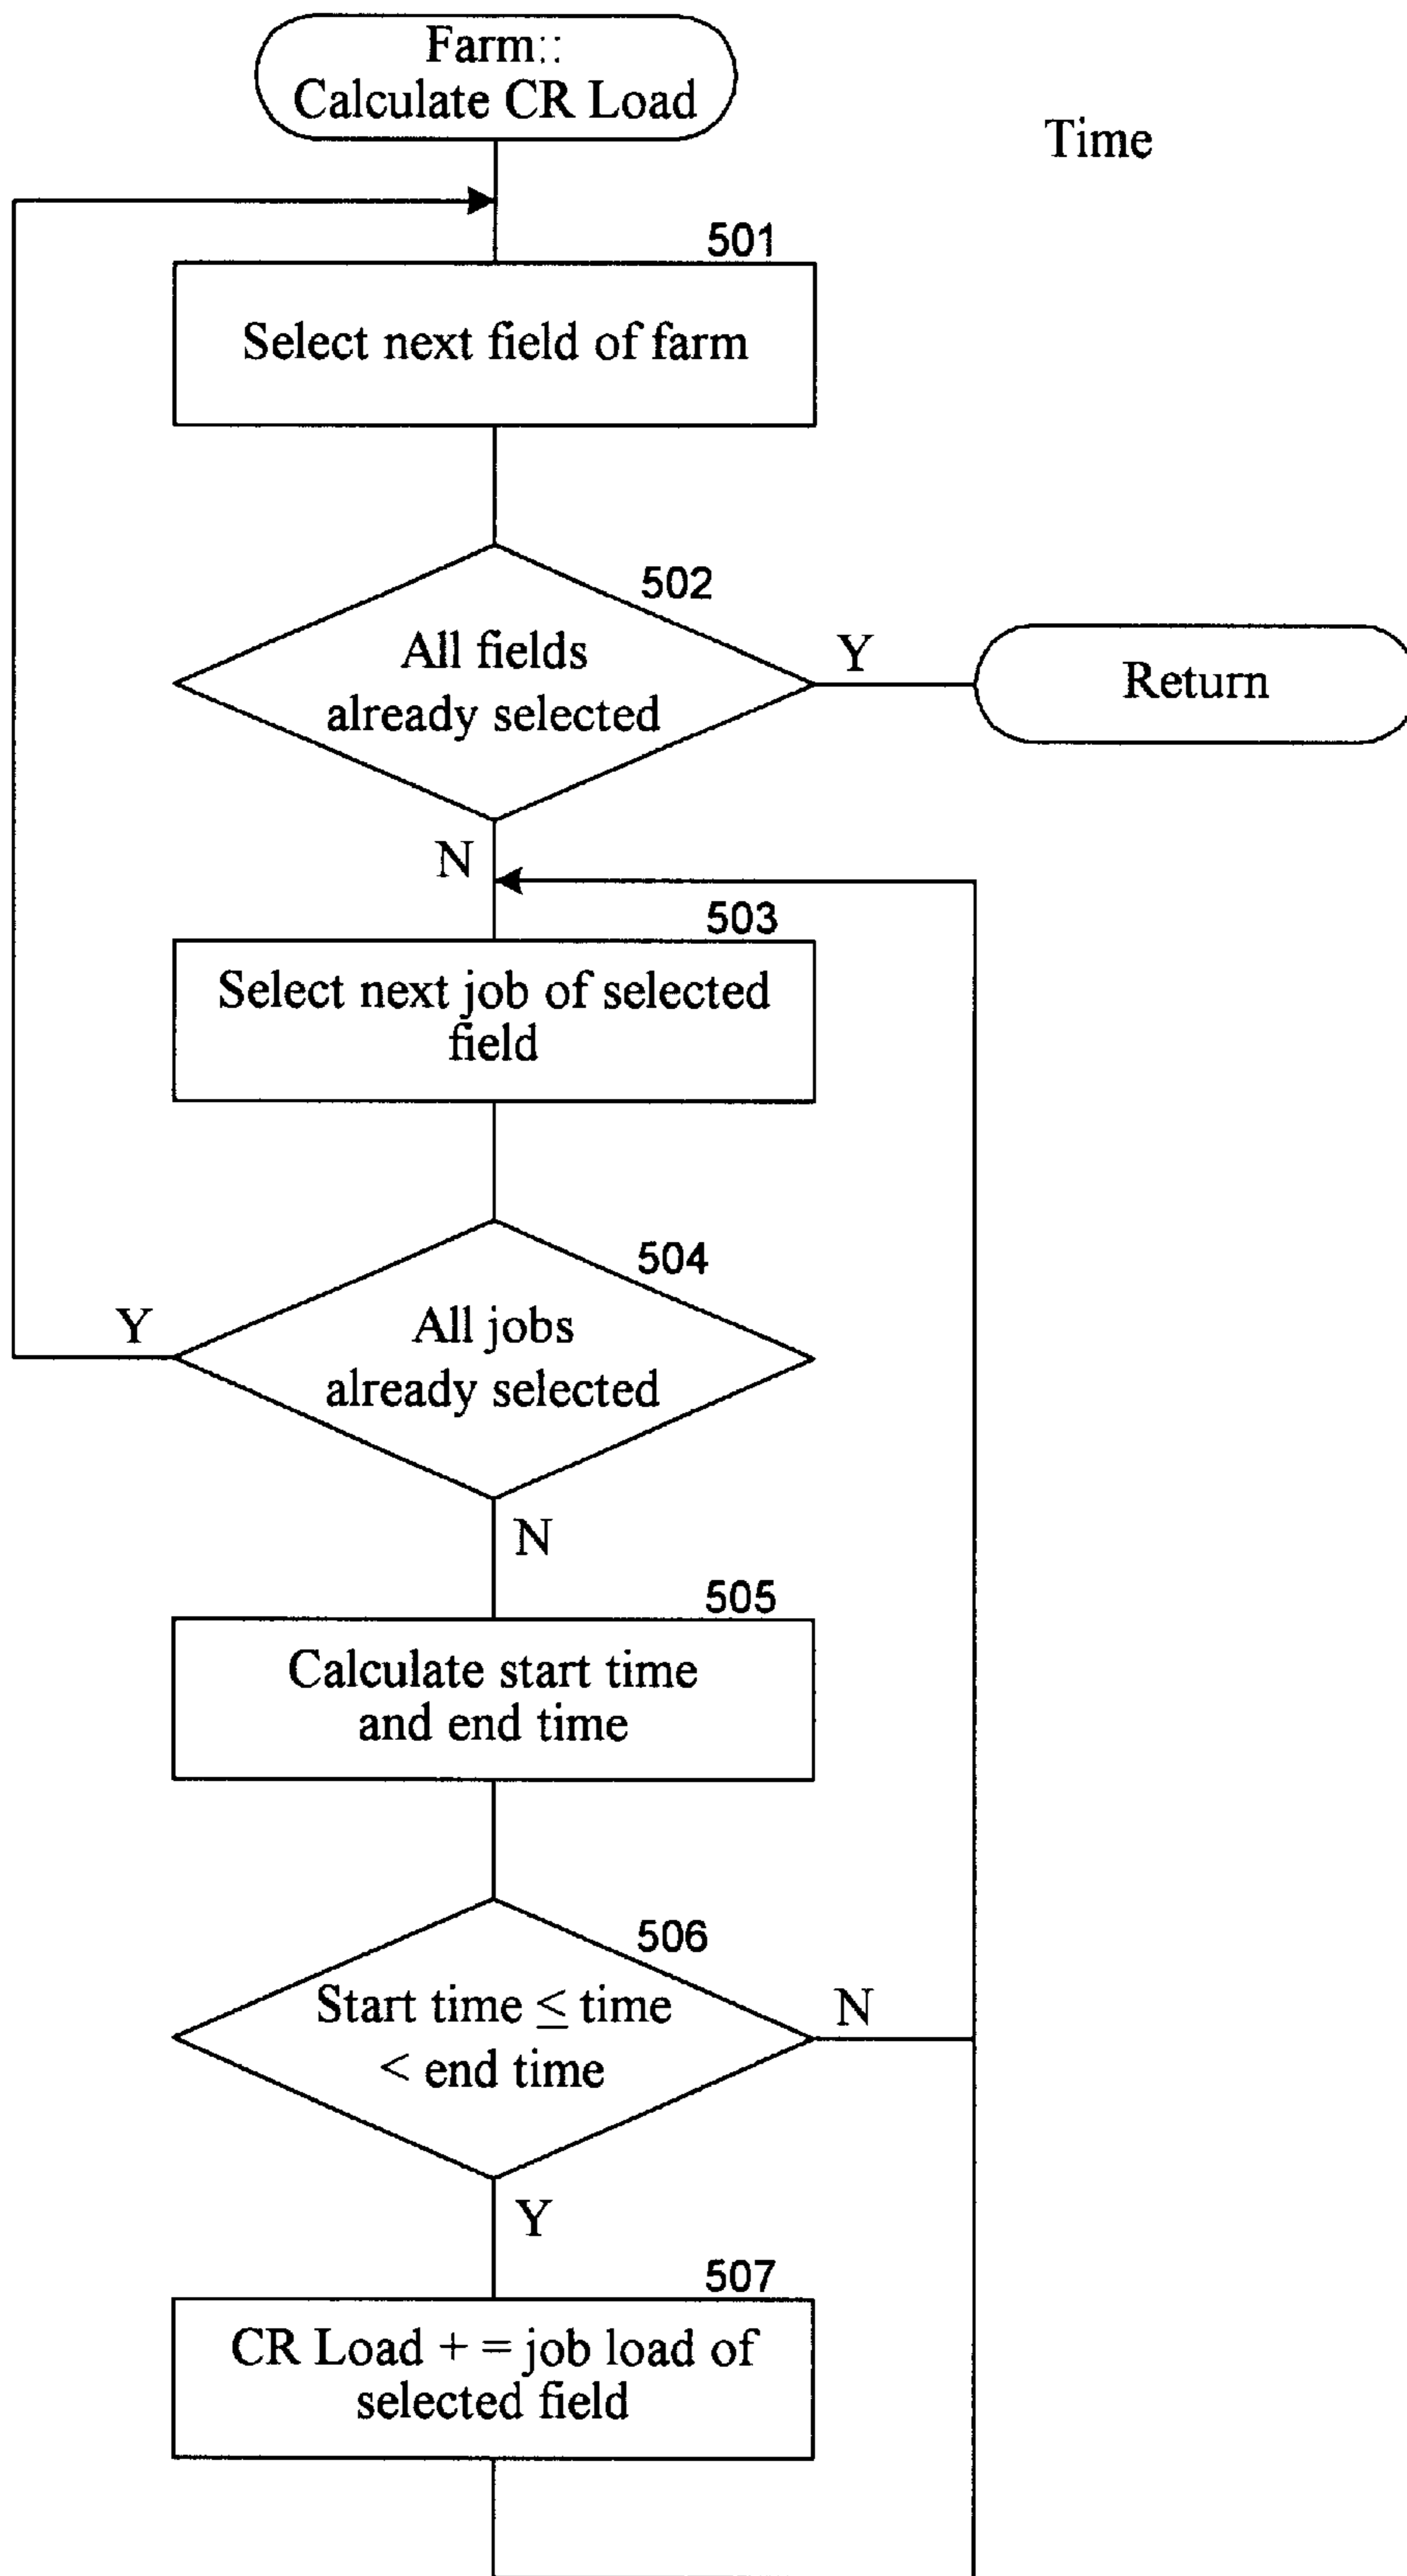 Farm::
Calculate CR Load
Time
501
Select next field of farm
502
All fields
already selected
Y
Return
N
503
Select next job of selected
field
504
Y
All jobs
already selected
N
505
Calculate start time
and end time
506
Start time ≤ time
< end time
N
Y
507
CR Load + = job load of
selected field